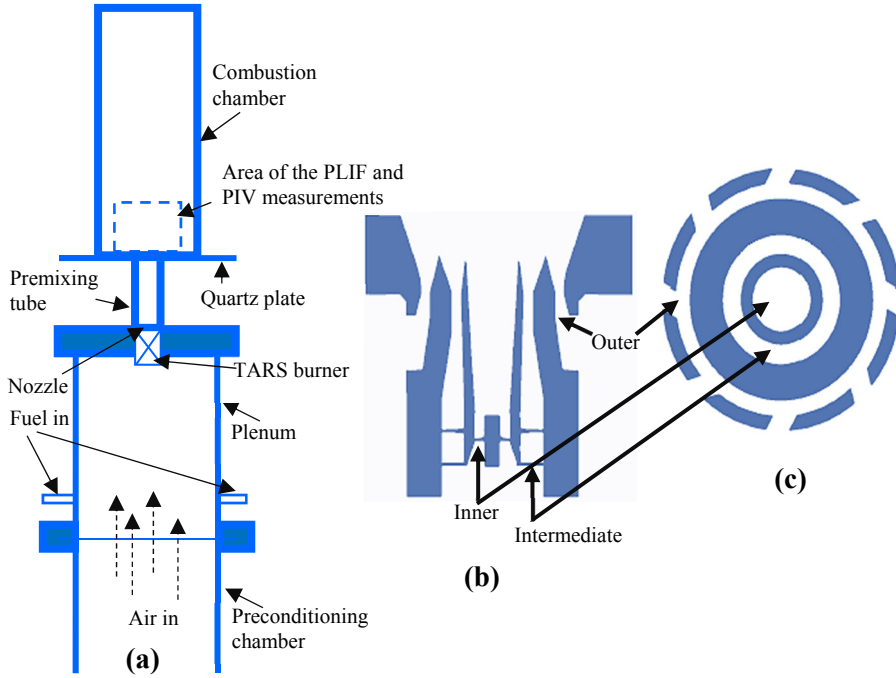 Combustion
chamber
Area of the PLIF and
PIV measurements
Premixing
tube
Quartz plate
Nozzle
TARS burner
Fuel in
Plenum
Air in
Preconditioning
chamber
(a)
Outer
Inner
Intermediate
(b)
(c)